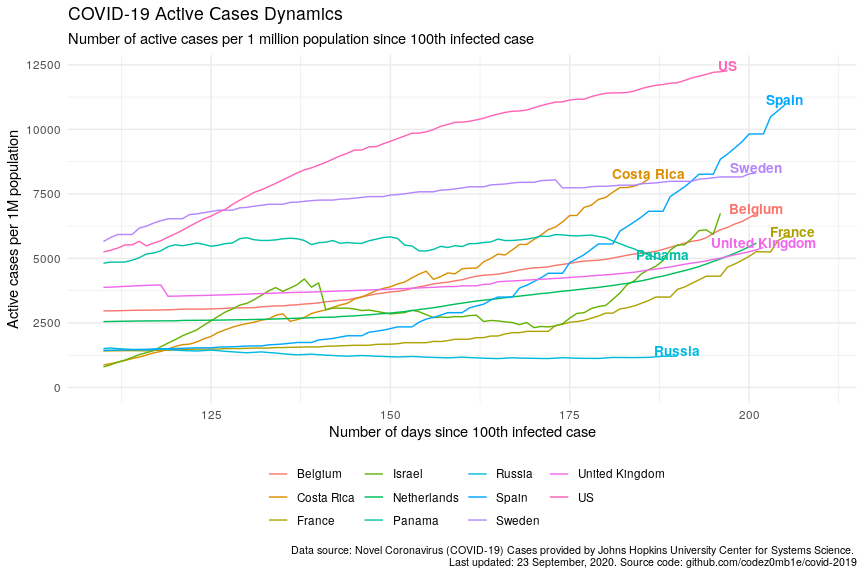 COVID-19 Active Cases Dynamics
Number of active cases per 1 million population since 100th infected case
Active cases per 1M population
12500
10000
7500
5000
2500
0
US
Spain
Costa Rica
Sweden
Belgium
France
United Kingdom
Panama
Russia
125
150
175
200
Number of days since 100th infected case
Belgium
Israel
Russia
United Kingdom
Costa Rica
Netherlands
Spain
US
France
Panama
Sweden
Data source: Novel Coronavirus (COVID-19) Cases provided by Johns Hopkins University Center for Systems Science.
Last updated: 23 September, 2020. Source code: github.com/codez0mb1e/covid-2019